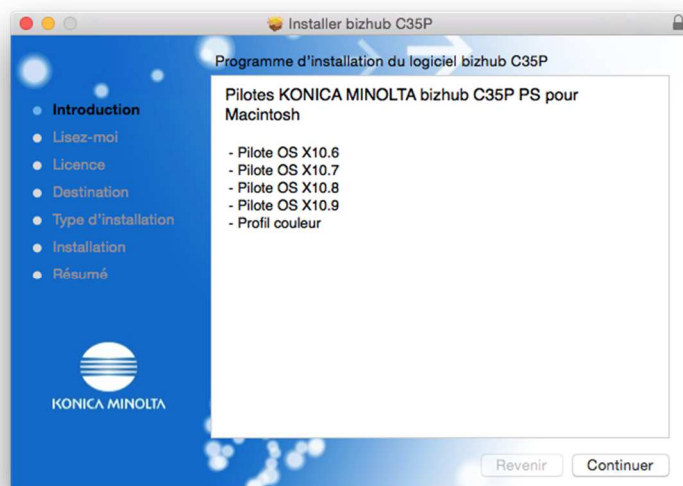 Installer bizhub C35P
Programme d'installation du logiciel bizhub C35P
Introduction
Lisez-moi
Licence
Destination
Type d'installation
Installation
Résumé
KONICA MINOLTA
Pilotes KONICA MINOLTA bizhub C35P PS pour
Macintosh
- Pilote OS X10.6
- Pilote OS X10.7
- Pilote OS X10.8
- Pilote OS X10.9
- Profil couleur
Revenir
Continuer